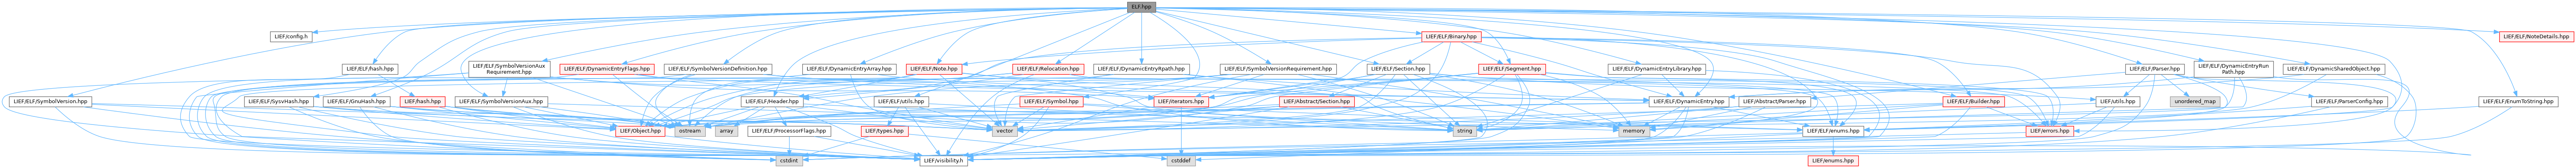 ELF.hpp
LIEF/config.h
LIEF/ELF/Binary.hpp
LIEF/ELF/NoteDetails.hpp
LIEF/ELF/hash.hpp
LIEF/ELF/SymbolVersionAux
Requirement.hpp
LIEF/ELF/DynamicEntryFlags.hpp
LIEF/ELF/SymbolVersionDefinition.hpp
LIEF/ELF/DynamicEntryArray.hpp
LIEF/ELF/Note.hpp
LIEF/ELF/Relocation.hpp
LIEF/ELF/DynamicEntryRpath.hpp
LIEF/ELF/SymbolVersionRequirement.hpp
LIEF/ELF/Section.hpp
LIEF/ELF/Segment.hpp
LIEF/ELF/DynamicEntryLibrary.hpp
LIEF/ELF/Parser.hpp
LIEF/ELF/DynamicEntryRun
Path.hpp
LIEF/ELF/DynamicSharedObject.hpp
LIEF/ELF/SymbolVersion.hpp
LIEF/ELF/SysvHash.hpp
LIEF/ELF/GnuHash.hpp
LIEF/hash.hpp
LIEF/ELF/SymbolVersionAux.hpp
LIEF/ELF/Header.hpp
LIEF/ELF/utils.hpp
LIEF/ELF/Symbol.hpp
LIEF/iterators.hpp
LIEF/Abstract/Section.hpp
LIEF/ELF/DynamicEntry.hpp
LIEF/Abstract/Parser.hpp
LIEF/ELF/Builder.hpp
LIEF/utils.hpp
unordered_map
LIEF/ELF/ParserConfig.hpp
LIEF/ELF/EnumToString.hpp
LIEF/Object.hpp
ostream
array
LIEF/ELF/ProcessorFlags.hpp
LIEF/types.hpp
vector
string
memory
LIEF/ELF/enums.hpp
LIEF/errors.hpp
cstdint
LIEF/visibility.h
cstddef
LIEF/enums.hpp